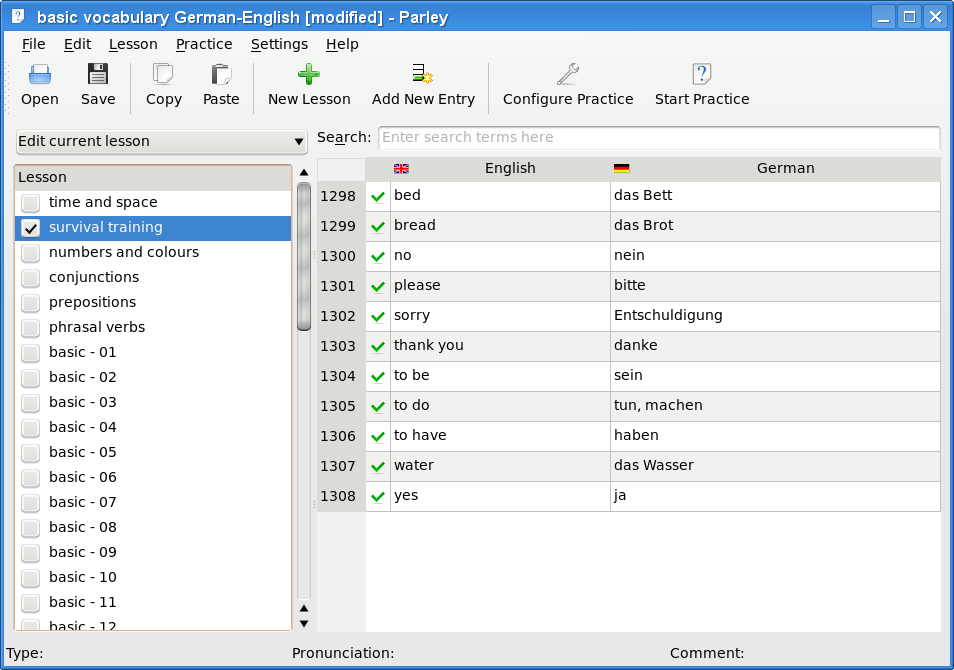 basic vocabulary German-English [modified] - Parley
File Edit Lesson Practice Settings Help
Open Save Copy Paste New Lesson Add New Entry Configure Practice Start Practice
Edit current lesson
Search: Enter search terms here
Lesson
time and space
survival training
numbers and colours
conjunctions
prepositions
phrasal verbs
basic - 01
basic - 02
basic - 03
basic - 04
basic - 05
basic - 06
basic - 07
basic - 08
basic - 09
basic - 10
basic - 11
basic - 12
English German
1298 bed das Bett
1299 bread das Brot
1300 no nein
1301 please bitte
1302 sorry Entschuldigung
1303 thank you danke
1304 to be sein
1305 to do tun, machen
1306 to have haben
1307 water das Wasser
1308 yes ja
Type: Pronunciation: Comment: